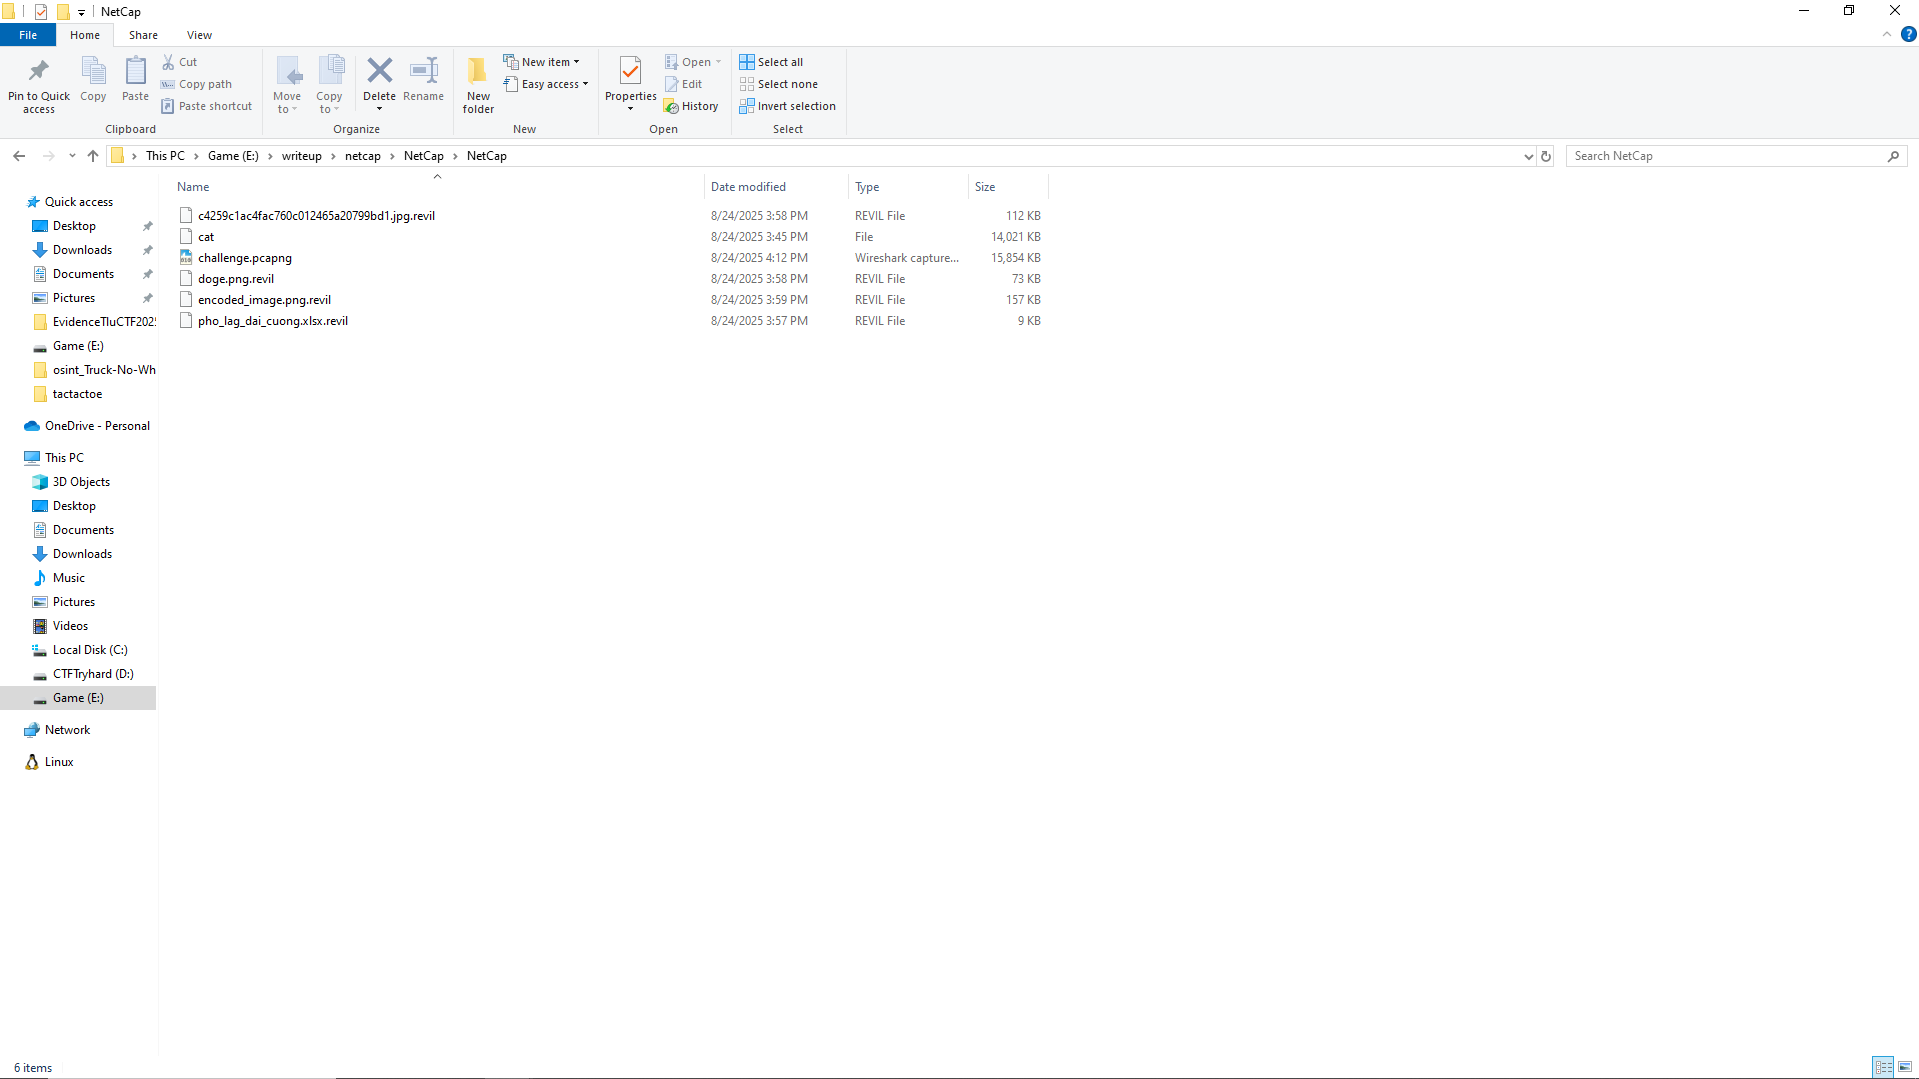 NetCap
File
Home
Share
View
Pin to Quick access
Copy
Paste
Cut
Copy path
Paste shortcut
Clipboard
Move to
Copy to
Delete
Rename
Organize
New folder
New item
Easy access
New
Properties
Open
Edit
History
Open
Select all
Select none
Invert selection
Select
This PC > Game (E:) > writeup > netcap > NetCap > NetCap
Search NetCap
Name Date modified Type Size
c4259c1ac4fac760c012465a20799bd1.jpg.revil 8/24/2025 3:58 PM REVIL File 112 KB
cat 8/24/2025 3:45 PM File 14,021 KB
challenge.pcapng 8/24/2025 4:12 PM Wireshark capture... 15,854 KB
doge.png.revil 8/24/2025 3:58 PM REVIL File 73 KB
encoded_image.png.revil 8/24/2025 3:59 PM REVIL File 157 KB
pho_lag_dai_cuong.xlsx.revil 8/24/2025 3:57 PM REVIL File 9 KB
Quick access
Desktop
Downloads
Documents
Pictures
EvidenceTluCTF202
Game (E:)
osint_Truck-No-Wh
tactactoe
OneDrive - Personal
This PC
3D Objects
Desktop
Documents
Downloads
Music
Pictures
Videos
Local Disk (C:)
CTFTryhard (D:)
Game (E:)
Network
Linux
6 items